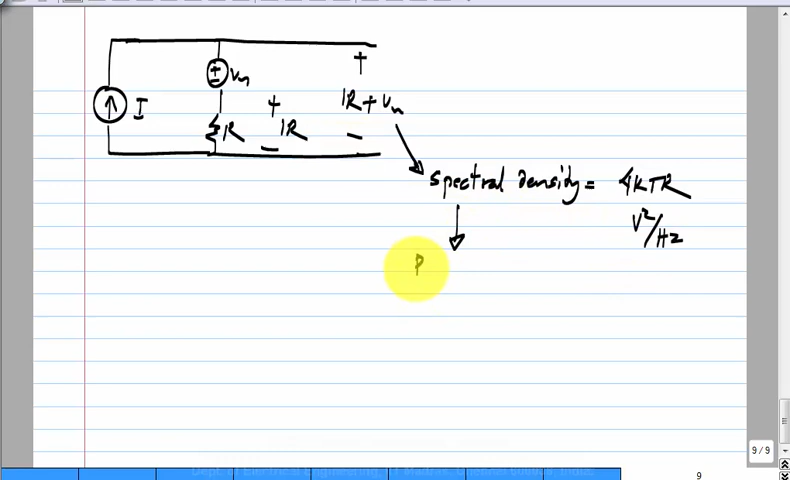 +
- Vn
I
+
+
IR + Vn
R
IR
-
-
spectral density = 4KTR
V²/Hz
P
9 / 9
9